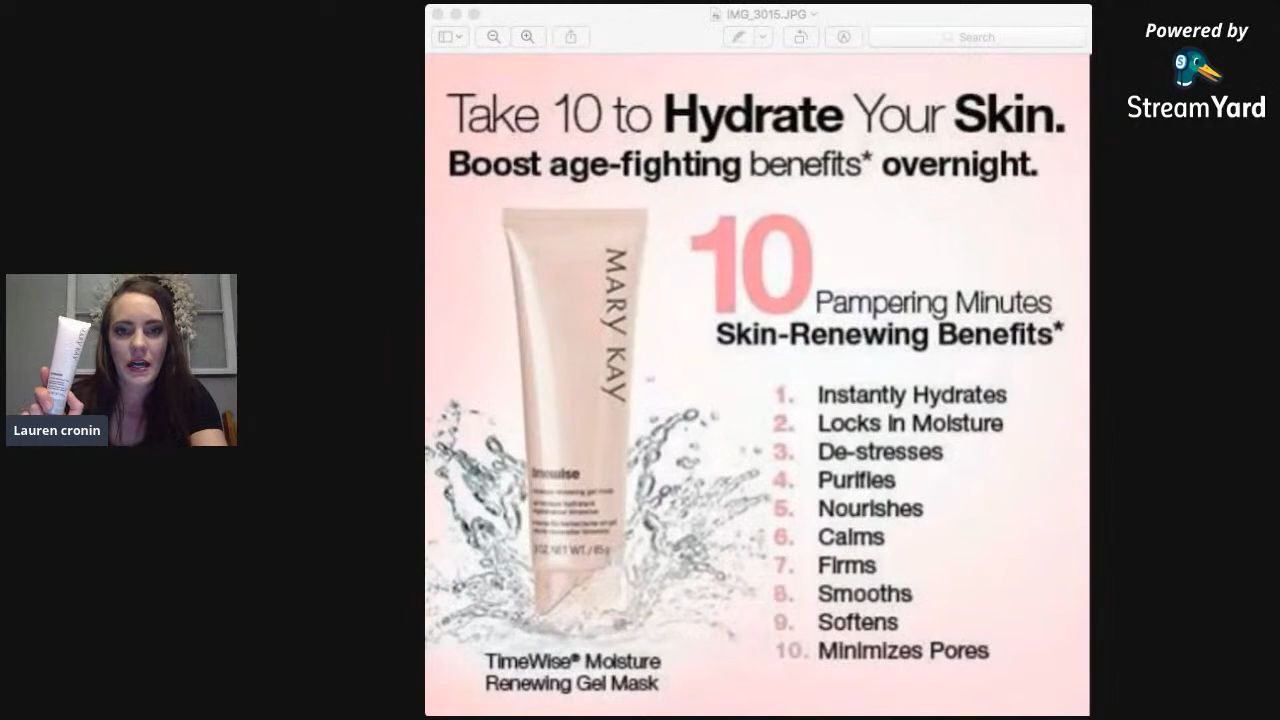 IMG_3015.JPG
Search
Powered by
StreamYard
Take 10 to Hydrate Your Skin.
Boost age-fighting benefits* overnight.
MARY KAY
10 Pampering Minutes
Skin-Renewing Benefits*
1. Instantly Hydrates
2. Locks In Moisture
3. De-stresses
4. Purifies
5. Nourishes
6. Calms
7. Firms
8. Smooths
9. Softens
10. Minimizes Pores
timewise
TimeWise® Moisture
Renewing Gel Mask
MARY KAY
Lauren cronin